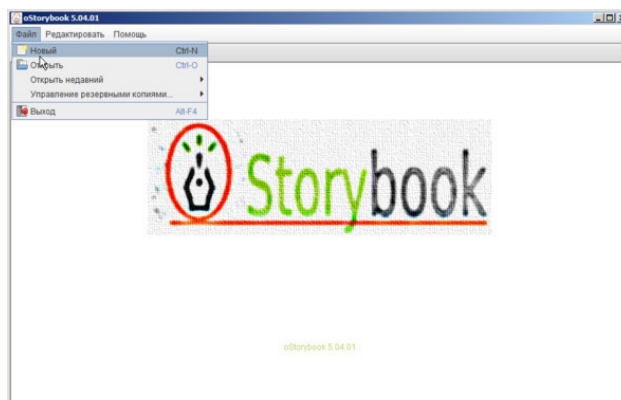 oStorybook 5.04.01
Файл Редактировать Помощь
Новый Ctrl-N
Открыть Ctrl-O
Открыть недавний
Управление резервными копиями...
Выход Alt-F4
Storybook
oStorybook 5.04.01